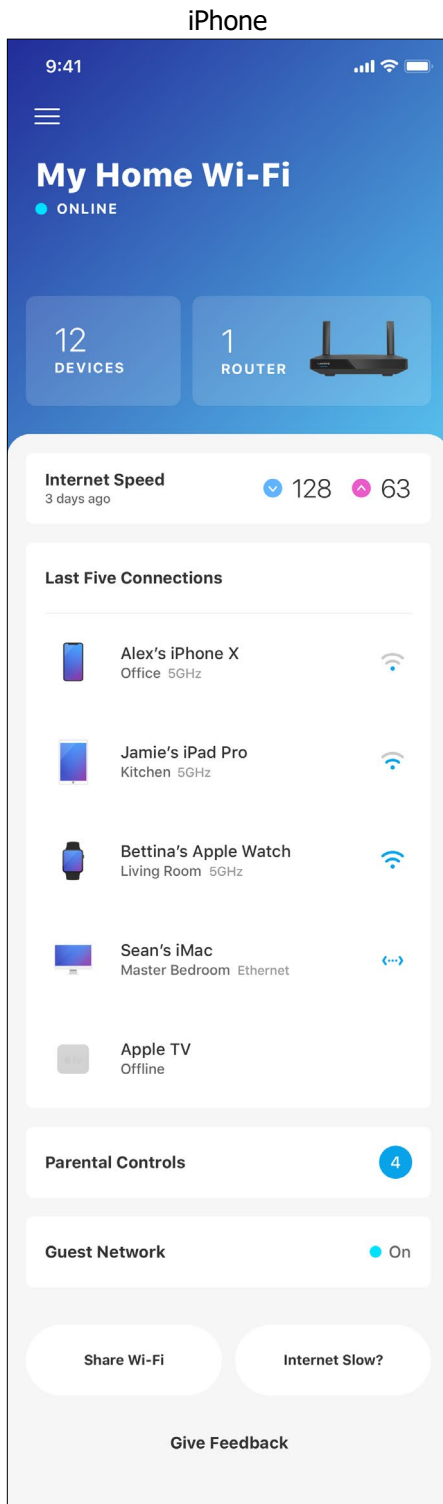 iPhone
9:41
My Home Wi-Fi
ONLINE
12
DEVICES
1
ROUTER
Internet Speed
3 days ago
128
63
Last Five Connections
Alex’s iPhone X
Office 5GHz
Jamie’s iPad Pro
Kitchen 5GHz
Bettina’s Apple Watch
Living Room 5GHz
Sean’s iMac
Master Bedroom Ethernet
Apple TV
Offline
Parental Controls
4
Guest Network
On
Share Wi-Fi
Internet Slow?
Give Feedback